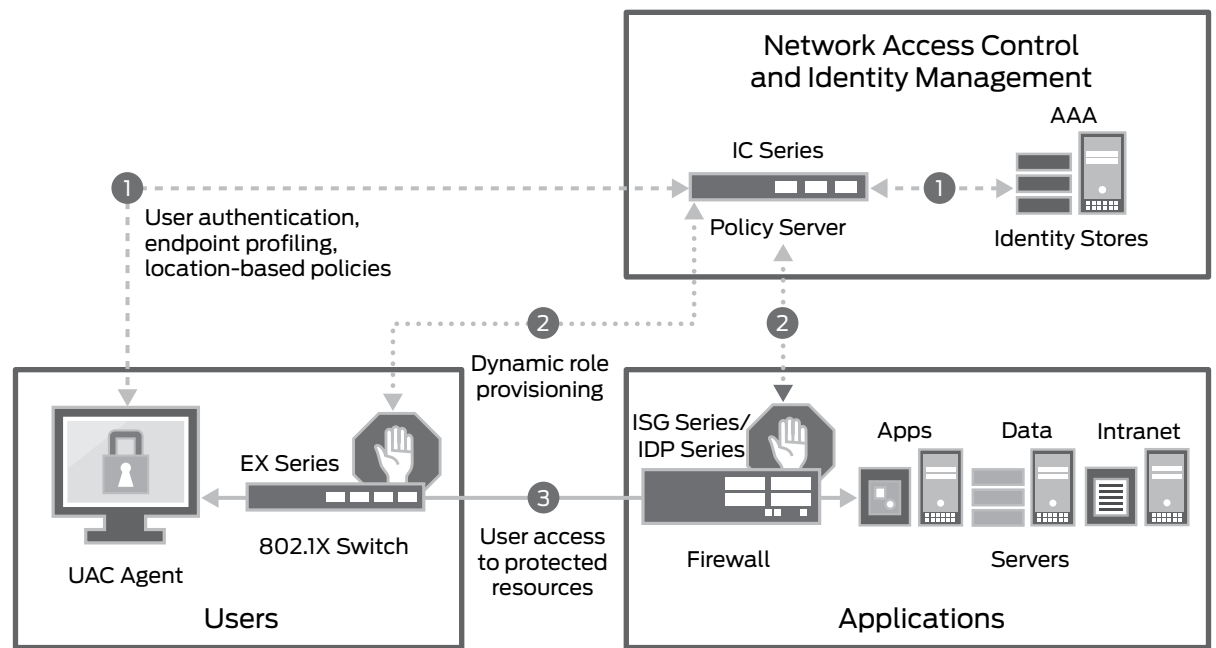 Network Access Control
and Identity Management
AAA
IC Series
1
1
User authentication,
endpoint profiling,
location-based policies
Policy Server
Identity Stores
2
2
Dynamic role
provisioning
ISG Series/
IDP Series
Apps
Data
Intranet
EX Series
3
802.1X Switch
User access
to protected
resources
Firewall
Servers
UAC Agent
Users
Applications